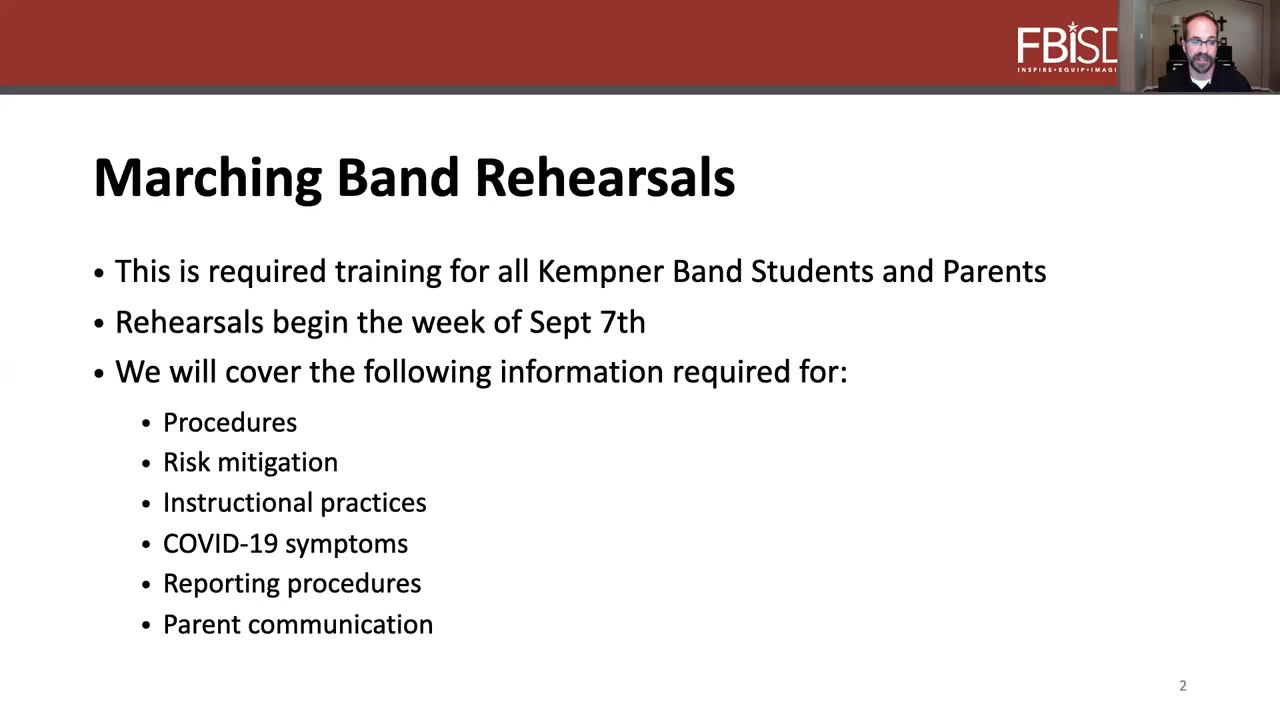 FBISD
INSPIRE•EQUIP•IMAGI
Marching Band Rehearsals
• This is required training for all Kempner Band Students and Parents
• Rehearsals begin the week of Sept 7th
• We will cover the following information required for:
• Procedures
• Risk mitigation
• Instructional practices
• COVID-19 symptoms
• Reporting procedures
• Parent communication
2